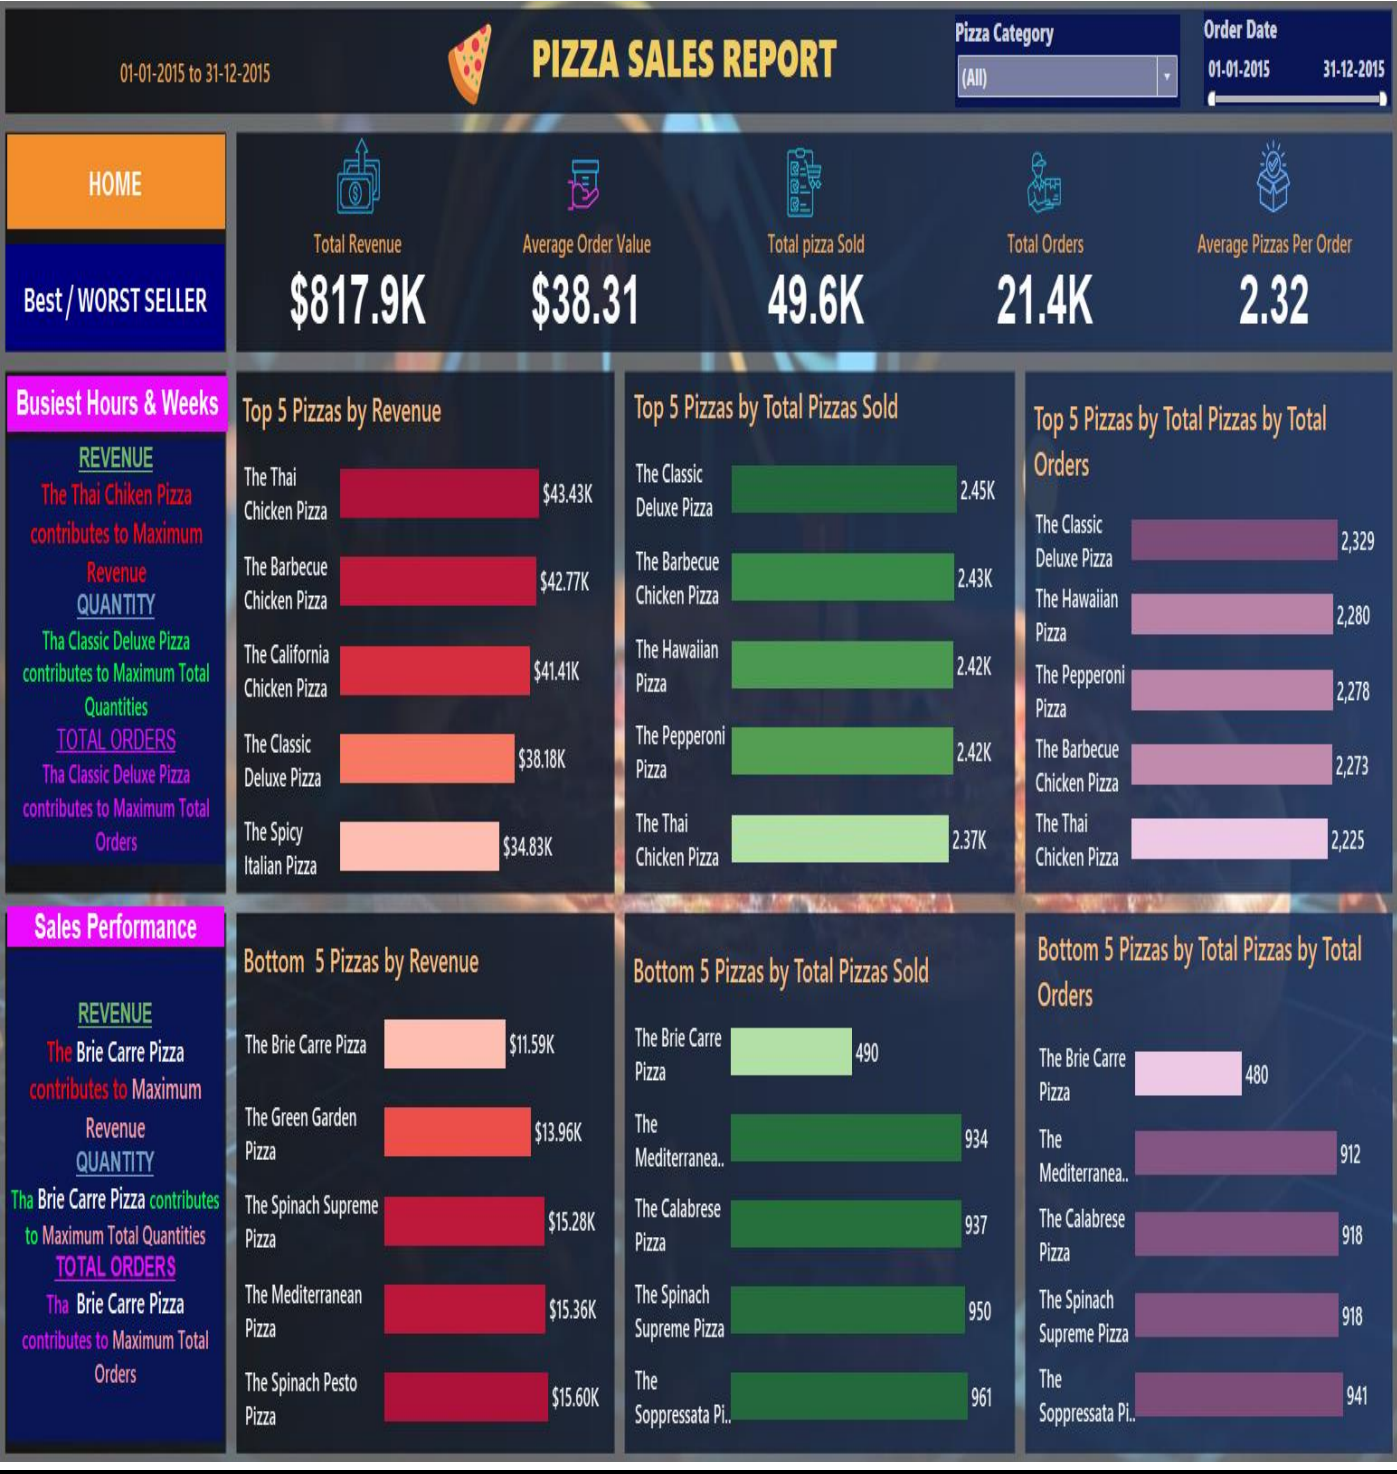 01-01-2015 to 31-12-2015
PIZZA SALES REPORT
Pizza Category
(All)
Order Date
01-01-2015 31-12-2015
HOME
Best / WORST SELLER
Total Revenue
$817.9K
Average Order Value
$38.31
Total pizza Sold
49.6K
Total Orders
21.4K
Average Pizzas Per Order
2.32
Busiest Hours & Weeks
REVENUE
The Thai Chiken Pizza
contributes to Maximum
Revenue
QUANTITY
Tha Classic Deluxe Pizza
contributes to Maximum Total
Quantities
TOTAL ORDERS
Tha Classic Deluxe Pizza
contributes to Maximum Total
Orders
Top 5 Pizzas by Revenue
The Thai
Chicken Pizza
$43.43K
The Barbecue
Chicken Pizza
$42.77K
The California
Chicken Pizza
$41.41K
The Classic
Deluxe Pizza
$38.18K
The Spicy
Italian Pizza
$34.83K
Top 5 Pizzas by Total Pizzas Sold
The Classic
Deluxe Pizza
2.45K
The Barbecue
Chicken Pizza
2.43K
The Hawaiian
Pizza
2.42K
The Pepperoni
Pizza
2.42K
The Thai
Chicken Pizza
2.37K
Top 5 Pizzas by Total Pizzas by Total
Orders
The Classic
Deluxe Pizza
2,329
The Hawaiian
Pizza
2,280
The Pepperoni
Pizza
2,278
The Barbecue
Chicken Pizza
2,273
The Thai
Chicken Pizza
2,225
Sales Performance
REVENUE
The Brie Carre Pizza
contributes to Maximum
Revenue
QUANTITY
Tha Brie Carre Pizza contributes
to Maximum Total Quantities
TOTAL ORDERS
Tha Brie Carre Pizza
contributes to Maximum Total
Orders
Bottom 5 Pizzas by Revenue
The Brie Carre Pizza
$11.59K
The Green Garden
Pizza
$13.96K
The Spinach Supreme
Pizza
$15.28K
The Mediterranean
Pizza
$15.36K
The Spinach Pesto
Pizza
$15.60K
Bottom 5 Pizzas by Total Pizzas Sold
The Brie Carre
Pizza
490
The
Mediterranea..
934
The Calabrese
Pizza
937
The Spinach
Supreme Pizza
950
The
Soppressata Pi..
961
Bottom 5 Pizzas by Total Pizzas by Total
Orders
The Brie Carre
Pizza
480
The
Mediterranea..
912
The Calabrese
Pizza
918
The Spinach
Supreme Pizza
918
The
Soppressata Pi..
941